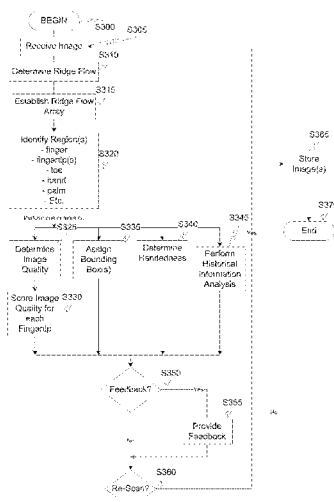 BEGIN
S300
S305
Receive Image
S310
Determine Ridge Flow
S315
Establish Ridge Flow
Array
Identify Region(s)
- finger
- fingertip(s)
- toe
- hand
- palm
- Etc.
S320
S325
S335
S340
S345
Determine
Image
Quality
Assign
Bounding
Box(s)
Determine
Handedness
Perform
Historical
Information
Analysis
S330
Score Image
Quality for
each
Fingertip
S350
Feedback?
Yes
S355
Provide
Feedback
No
S360
Re-Scan?
Yes
No
S365
Store
Image(s)
S37
End